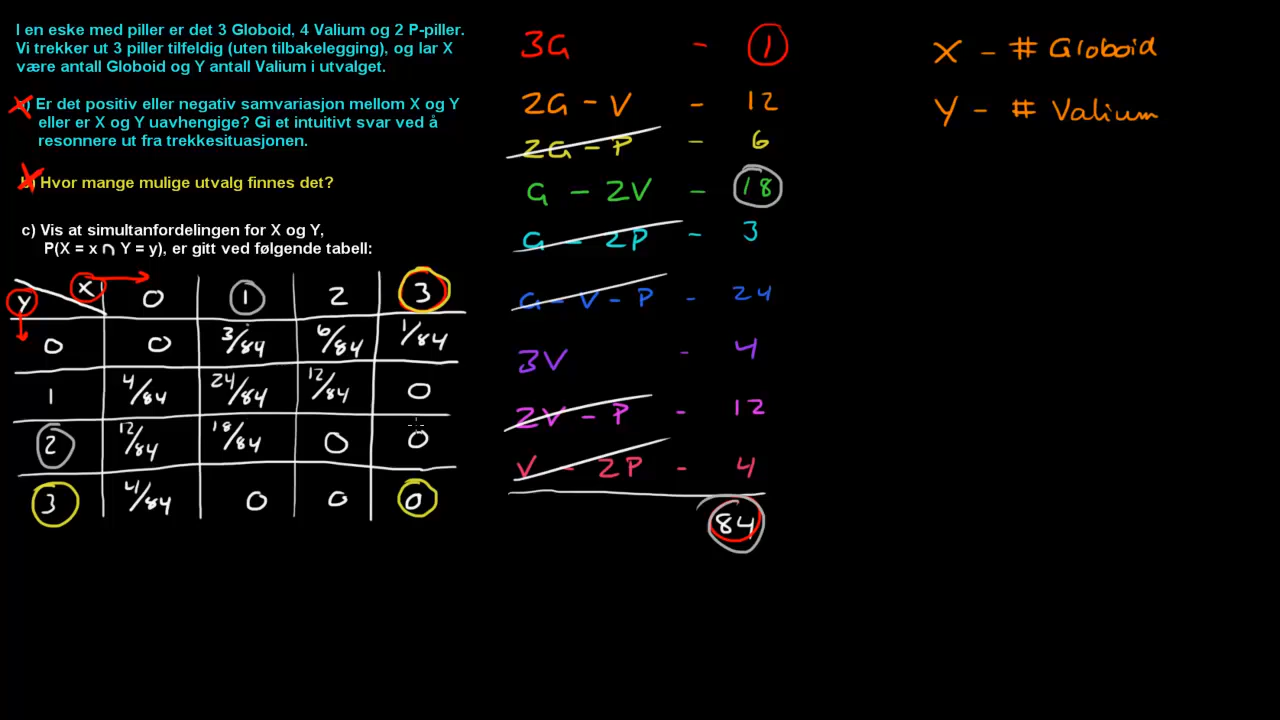 I en eske med piller er det 3 Globoid, 4 Valium og 2 P-piller.
Vi trekker ut 3 piller tilfeldig (uten tilbakelegging), og lar X
være antall Globoid og Y antall Valium i utvalget.
a) Er det positiv eller negativ samvariasjon mellom X og Y
eller er X og Y uavhengige? Gi et intuitivt svar ved å
resonnere ut fra trekkesituasjonen.
b) Hvor mange mulige utvalg finnes det?
c) Vis at simultanfordelingen for X og Y,
P(X = x ∩ Y = y), er gitt ved følgende tabell:
Y X 0 1 2 3
0 0 3/84 6/84 1/84
1 4/84 24/84 12/84 0
2 12/84 18/84 0 0
3 4/84 0 0 0
3G - 1
2G - V - 12
2G - P - 6
G - 2V - 18
G - 2P - 3
G - V - P - 24
3V - 4
2V - P - 12
V - 2P - 4
84
X - # Globoid
Y - # Valium